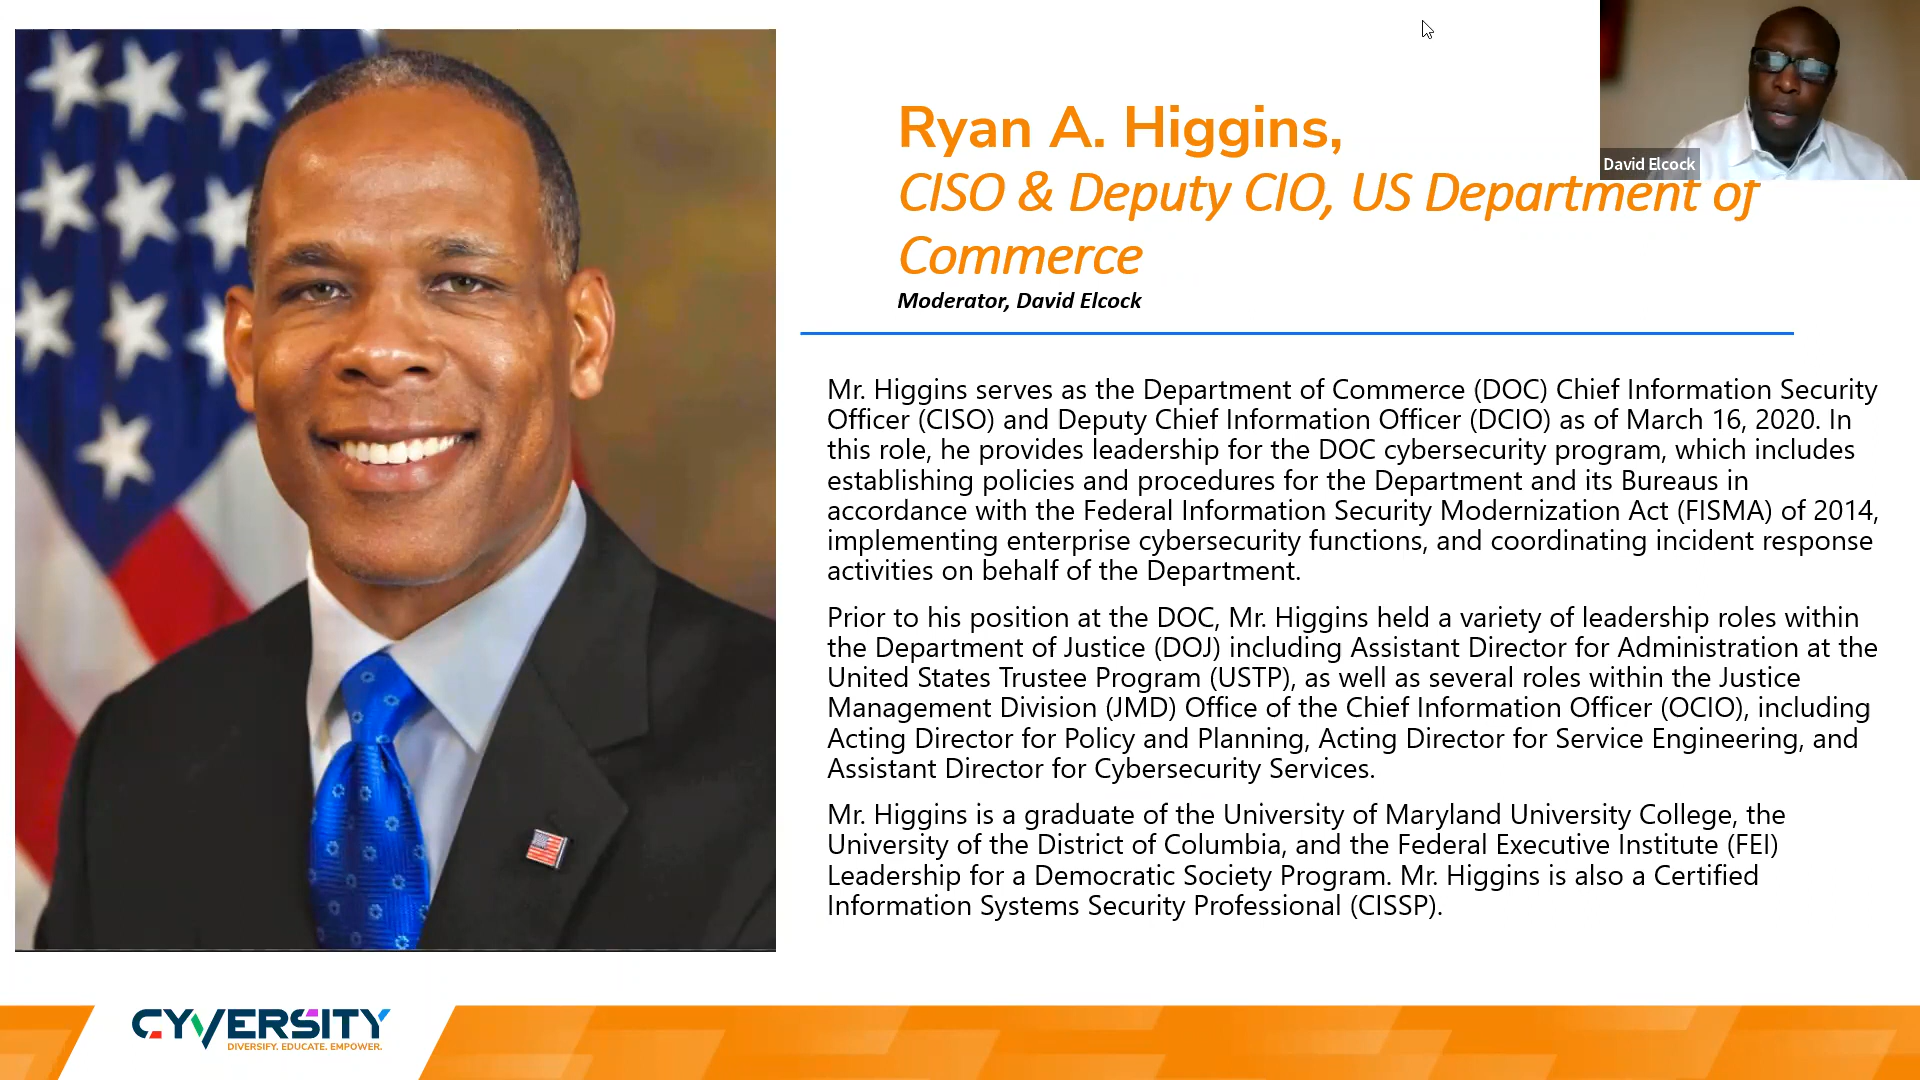 Ryan A. Higgins,
CISO & Deputy CIO, US Department of
Commerce
Moderator, David Elcock
David Elcock
Mr. Higgins serves as the Department of Commerce (DOC) Chief Information Security
Officer (CISO) and Deputy Chief Information Officer (DCIO) as of March 16, 2020. In
this role, he provides leadership for the DOC cybersecurity program, which includes
establishing policies and procedures for the Department and its Bureaus in
accordance with the Federal Information Security Modernization Act (FISMA) of 2014,
implementing enterprise cybersecurity functions, and coordinating incident response
activities on behalf of the Department.
Prior to his position at the DOC, Mr. Higgins held a variety of leadership roles within
the Department of Justice (DOJ) including Assistant Director for Administration at the
United States Trustee Program (USTP), as well as several roles within the Justice
Management Division (JMD) Office of the Chief Information Officer (OCIO), including
Acting Director for Policy and Planning, Acting Director for Service Engineering, and
Assistant Director for Cybersecurity Services.
Mr. Higgins is a graduate of the University of Maryland University College, the
University of the District of Columbia, and the Federal Executive Institute (FEI)
Leadership for a Democratic Society Program. Mr. Higgins is also a Certified
Information Systems Security Professional (CISSP).
CYVERSITY
DIVERSIFY. EDUCATE. EMPOWER.